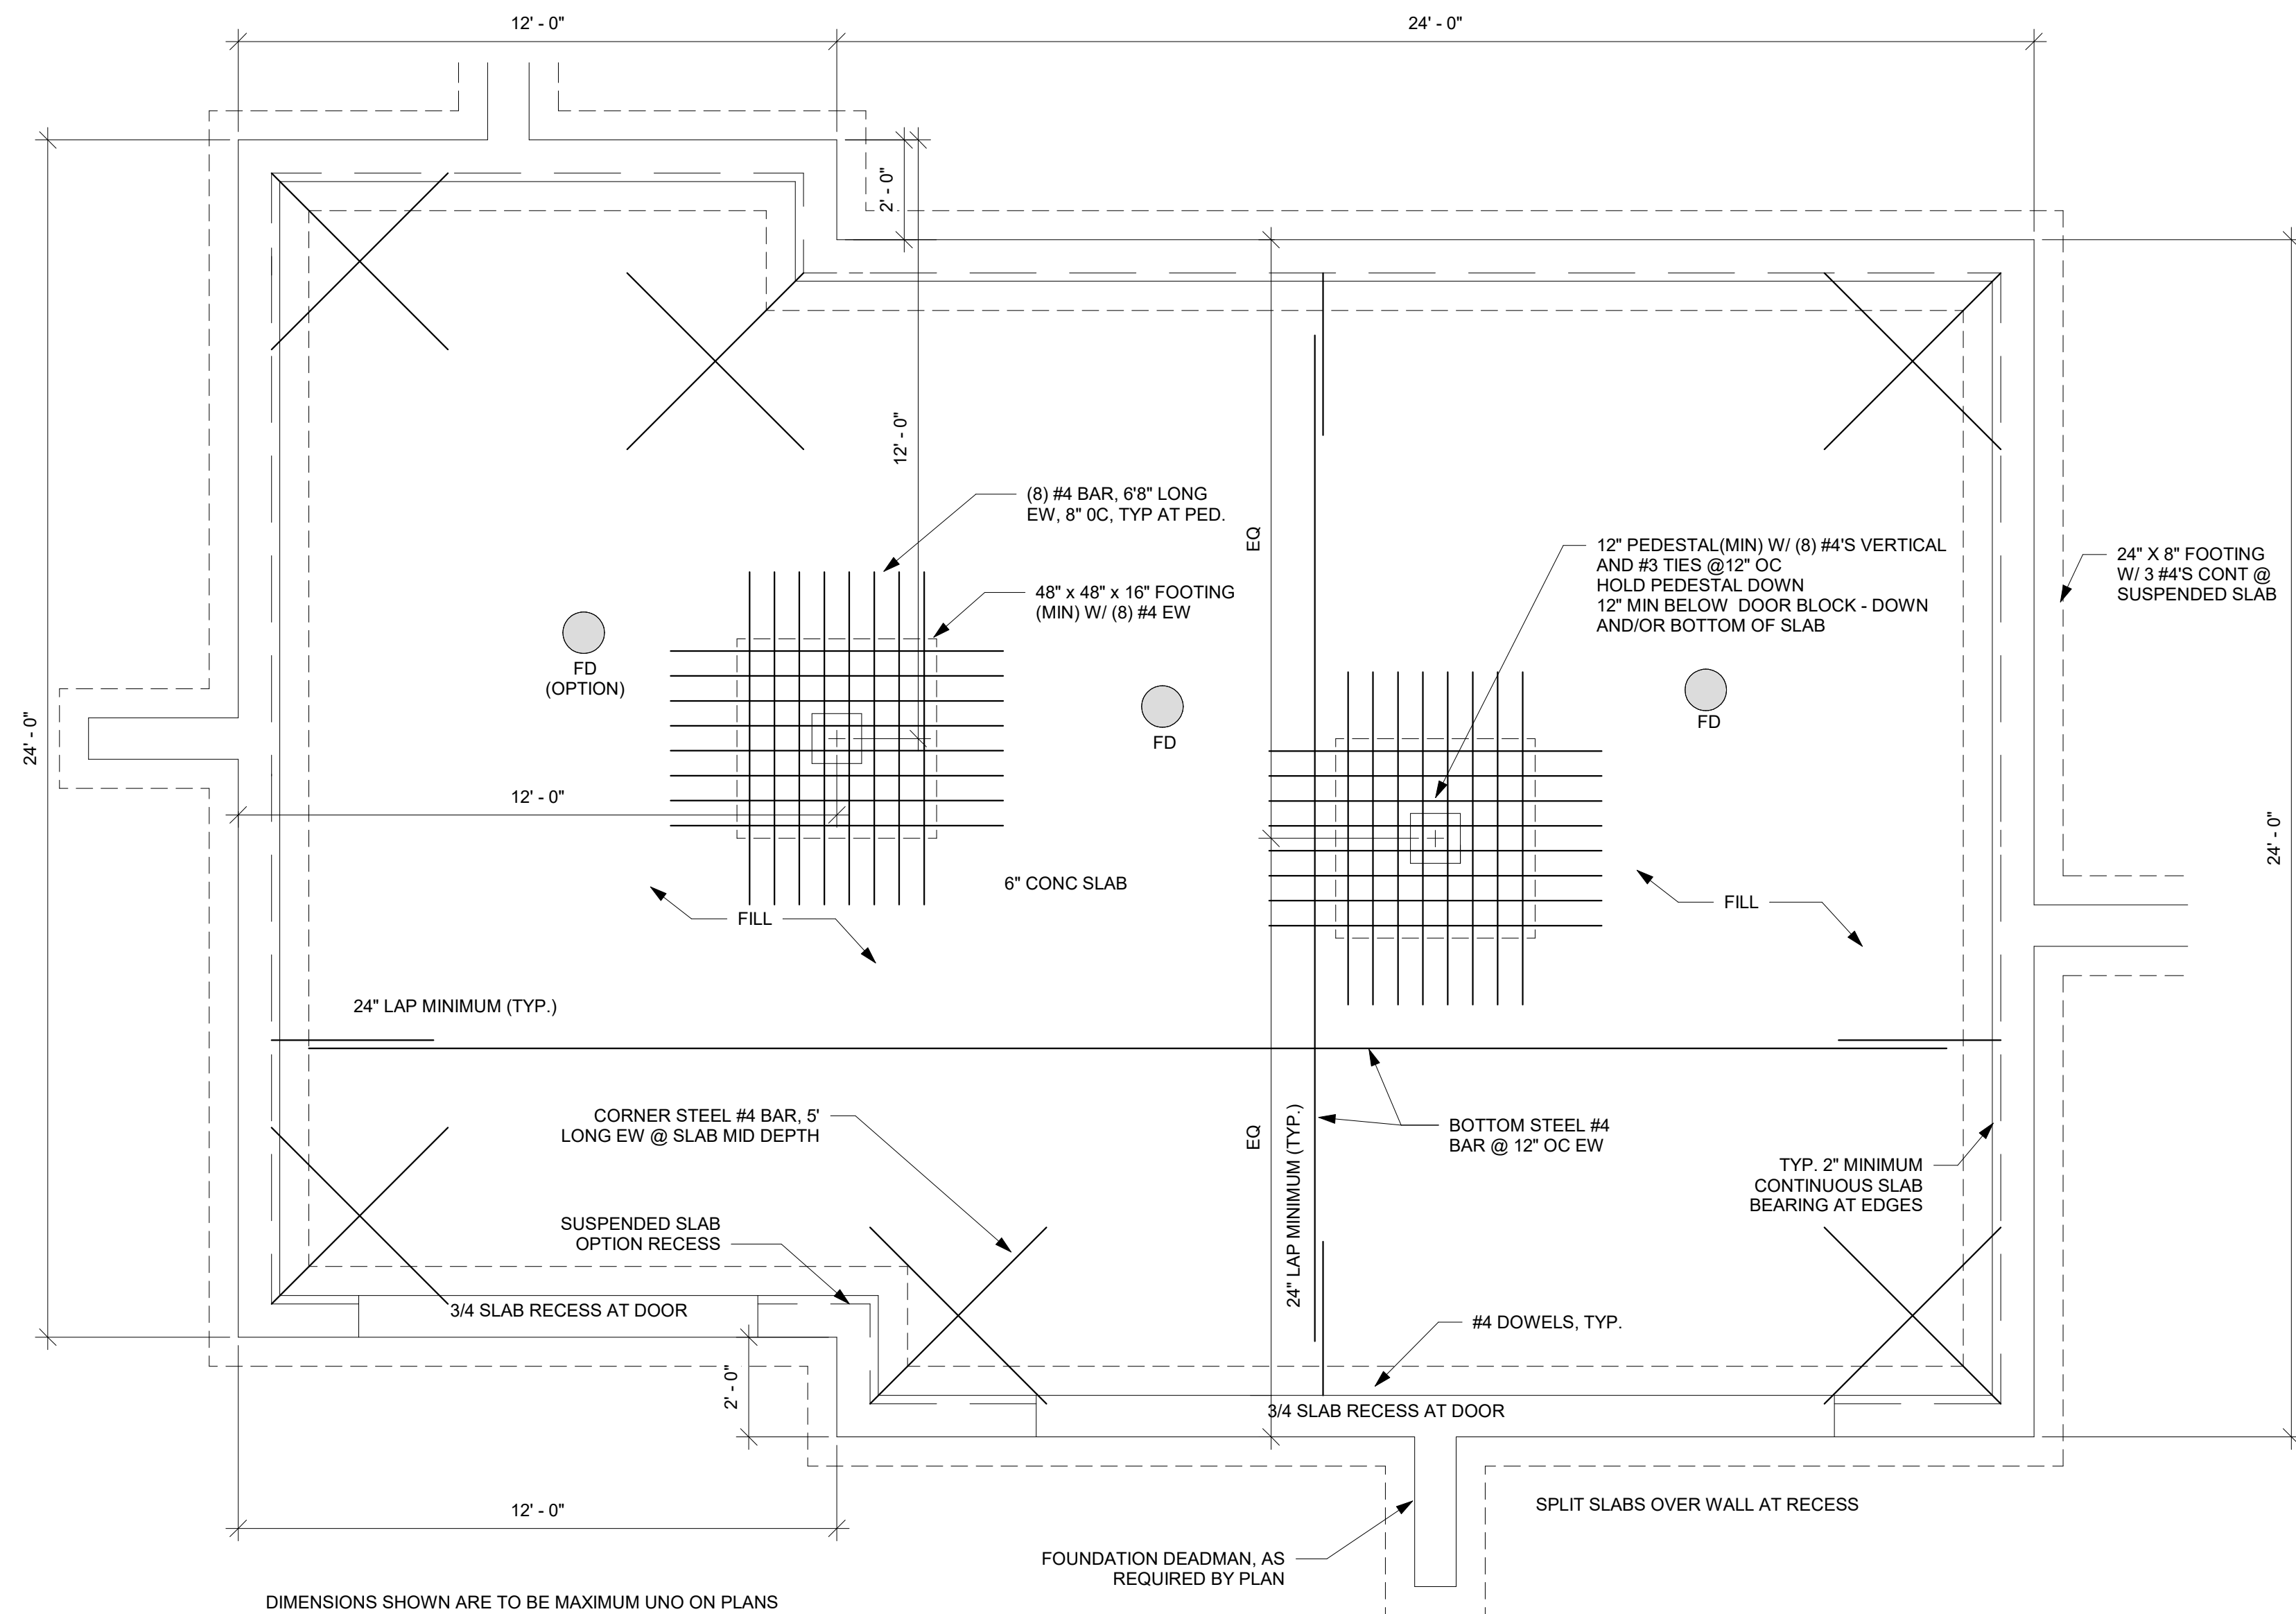 12' - 0"
24' - 0"
2' - 0"
12' - 0"
(8) #4 BAR, 6'8" LONG
EW, 8" 0C, TYP AT PED.
48" x 48" x 16" FOOTING
(MIN) W/ (8) #4 EW
EQ
12" PEDESTAL(MIN) W/ (8) #4'S VERTICAL
AND #3 TIES @12" OC
HOLD PEDESTAL DOWN
12" MIN BELOW DOOR BLOCK - DOWN
AND/OR BOTTOM OF SLAB
24" X 8" FOOTING
W/ 3 #4'S CONT @
SUSPENDED SLAB
FD
(OPTION)
FD
FD
24' - 0"
12' - 0"
24' - 0"
6" CONC SLAB
FILL
FILL
24" LAP MINIMUM (TYP.)
CORNER STEEL #4 BAR, 5'
LONG EW @ SLAB MID DEPTH
EQ
24" LAP MINIMUM (TYP.)
BOTTOM STEEL #4
BAR @ 12" OC EW
TYP. 2" MINIMUM
CONTINUOUS SLAB
BEARING AT EDGES
SUSPENDED SLAB
OPTION RECESS
3/4 SLAB RECESS AT DOOR
#4 DOWELS, TYP.
2' - 0"
3/4 SLAB RECESS AT DOOR
12' - 0"
SPLIT SLABS OVER WALL AT RECESS
FOUNDATION DEADMAN, AS
REQUIRED BY PLAN
DIMENSIONS SHOWN ARE TO BE MAXIMUM UNO ON PLANS